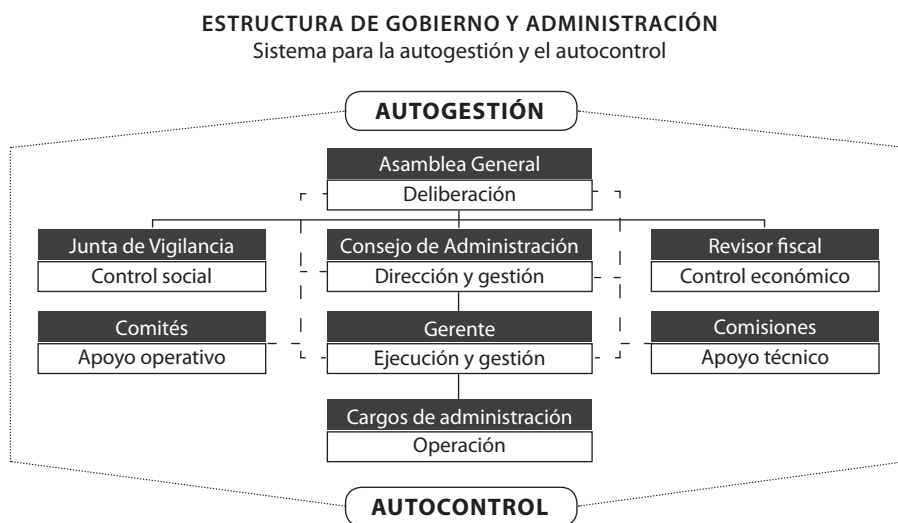 ESTRUCTURA DE GOBIERNO Y ADMINISTRACIÓN
Sistema para la autogestión y el autocontrol
AUTOGESTIÓN
Asamblea General
Deliberación
Junta de Vigilancia
Control social
Consejo de Administración
Dirección y gestión
Revisor fiscal
Control económico
Comités
Apoyo operativo
Gerente
Ejecución y gestión
Comisiones
Apoyo técnico
Cargos de administración
Operación
AUTOCONTROL